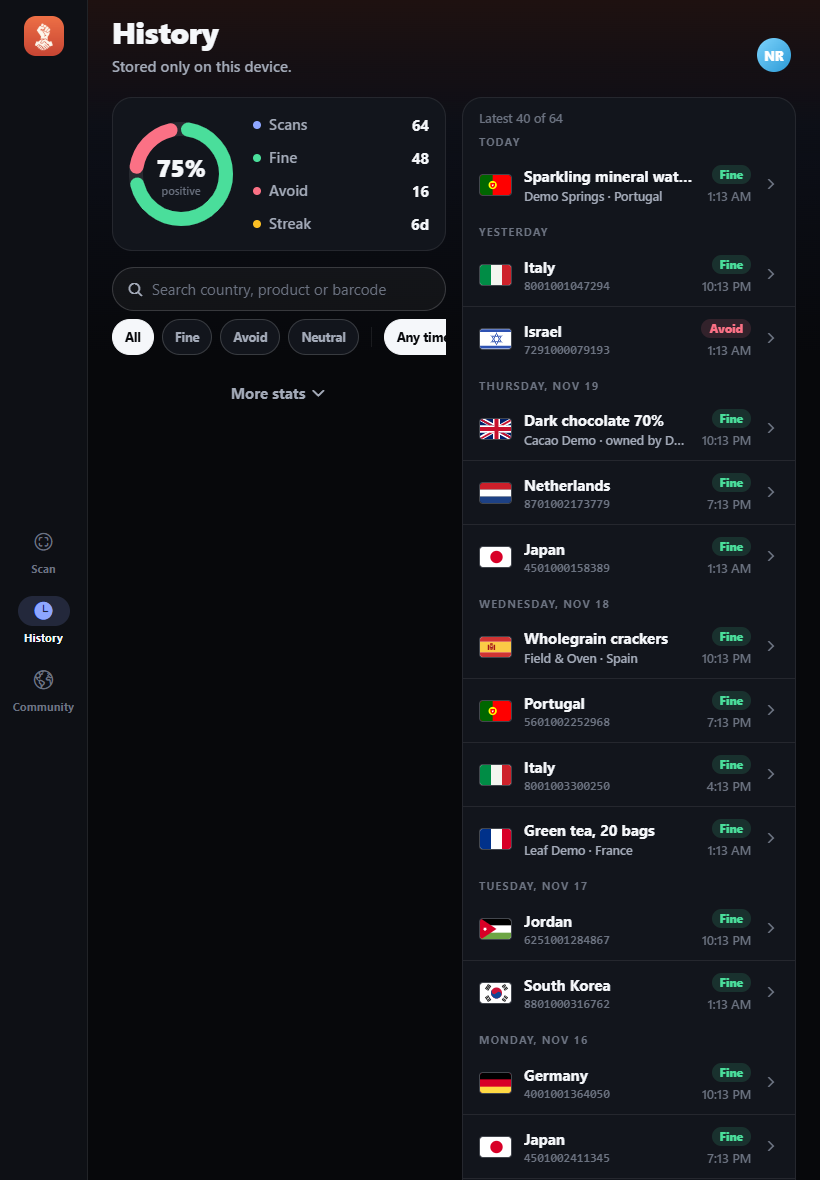 History
Stored only on this device.
NR
75%
positive
Scans 64
Fine 48
Avoid 16
Streak 6d
Search country, product or barcode
All Fine Avoid Neutral Any time
More stats
Scan
History
Community
Latest 40 of 64
TODAY
Sparkling mineral wat... Fine
Demo Springs · Portugal 1:13 AM
YESTERDAY
Italy Fine
8001001047294 10:13 PM
Israel Avoid
7291000079193 1:13 AM
THURSDAY, NOV 19
Dark chocolate 70% Fine
Cacao Demo · owned by D... 10:13 PM
Netherlands Fine
8701002173779 7:13 PM
Japan Fine
4501000158389 1:13 AM
WEDNESDAY, NOV 18
Wholegrain crackers Fine
Field & Oven · Spain 10:13 PM
Portugal Fine
5601002252968 7:13 PM
Italy Fine
8001003300250 4:13 PM
Green tea, 20 bags Fine
Leaf Demo · France 1:13 AM
TUESDAY, NOV 17
Jordan Fine
6251001284867 10:13 PM
South Korea Fine
8801000316762 1:13 AM
MONDAY, NOV 16
Germany Fine
4001001364050 10:13 PM
Japan Fine
4501002411345 7:13 PM